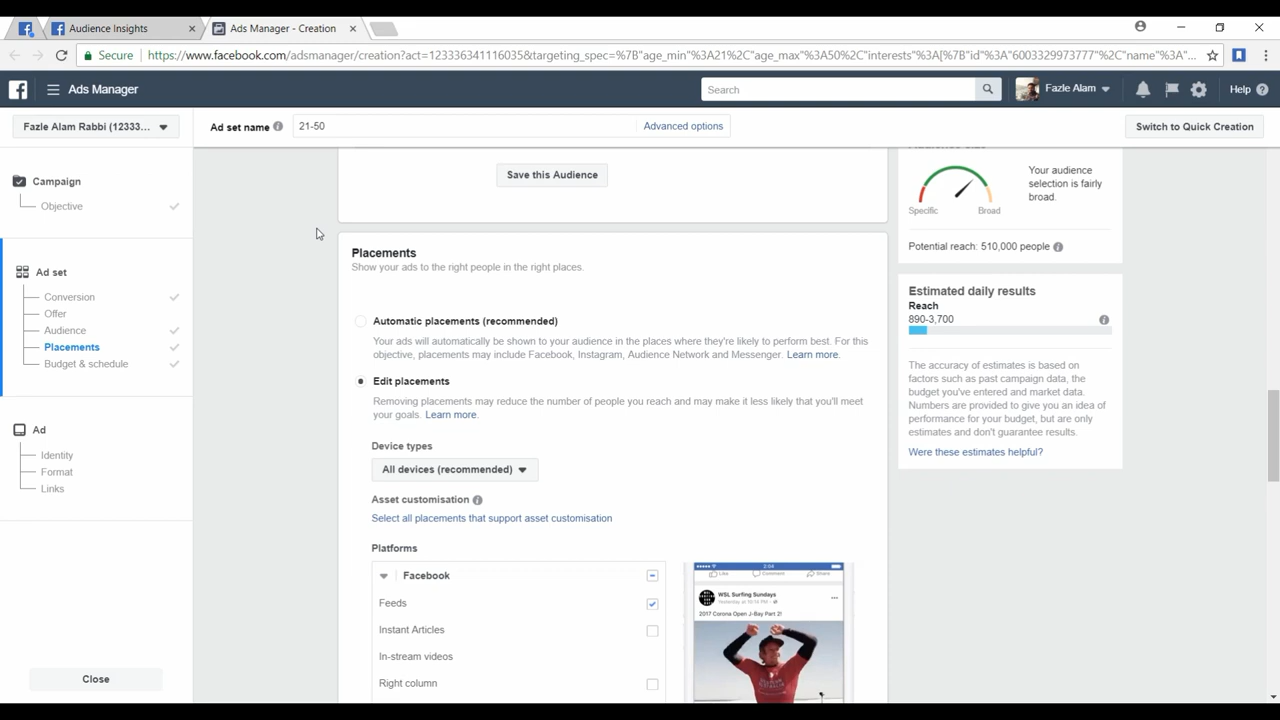 Audience Insights
Ads Manager - Creation
Secure
https://www.facebook.com/adsmanager/creation?act=1233363411116035&targeting_spec=%7B"age_min"%3A21%2C"age_max"%3A50%2C"interests"%3A[%7B"id"%3A"6003329973777"%2C"name"%3A"...
Ads Manager
Search
Fazle Alam
Help
Fazle Alam Rabbi (12333...
Ad set name
21-50
Advanced options
Switch to Quick Creation
Campaign
Objective
Ad set
Conversion
Offer
Audience
Placements
Budget & schedule
Ad
Identity
Format
Links
Close
Save this Audience
Placements
Show your ads to the right people in the right places.
Automatic placements (recommended)
Your ads will automatically be shown to your audience in the places where they're likely to perform best. For this
objective, placements may include Facebook, Instagram, Audience Network and Messenger. Learn more.
Edit placements
Removing placements may reduce the number of people you reach and may make it less likely that you'll meet
your goals. Learn more.
Device types
All devices (recommended)
Asset customisation
Select all placements that support asset customisation
Platforms
Facebook
Feeds
Instant Articles
In-stream videos
Right column
2:04
Like Comment Share
WSL Surfing Sundays
Yesterday at 10:10 PM
2017 Corona Open J-Bay Part 2!
Your audience
selection is fairly
broad.
Specific
Broad
Potential reach: 510,000 people
Estimated daily results
Reach
890-3,700
The accuracy of estimates is based on
factors such as past campaign data, the
budget you've entered and market data.
Numbers are provided to give you an idea of
performance for your budget, but are only
estimates and don't guarantee results.
Were these estimates helpful?